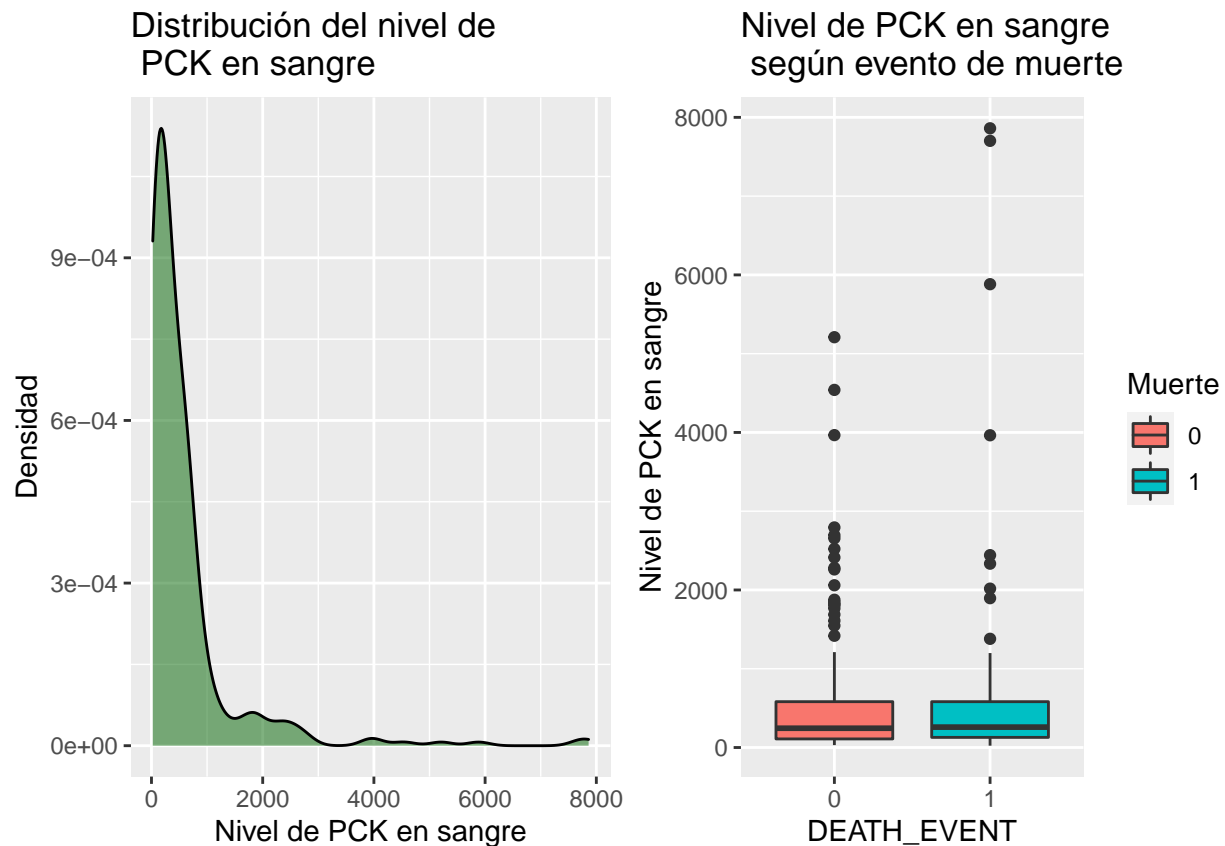 Distribución del nivel de
PCK en sangre
Densidad
9e−04
6e−04
3e−04
0e+00
0
2000
4000
6000
8000
Nivel de PCK en sangre
Nivel de PCK en sangre
según evento de muerte
Nivel de PCK en sangre
8000
6000
4000
2000
0
0
1
DEATH_EVENT
Muerte
0
1